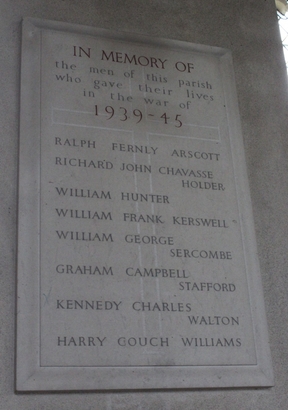 IN MEMORY OF
the men of this parish
who gave their lives
in the war of
1939-45
RALPH FERNLY ARSCOTT
RICHARD JOHN CHAVASSE
HOLDER
WILLIAM HUNTER
WILLIAM FRANK KERSWELL
WILLIAM GEORGE
SERCOMBE
GRAHAM CAMPBELL
STAFFORD
KENNEDY CHARLES
WALTON
HARRY GOUCH WILLIAMS